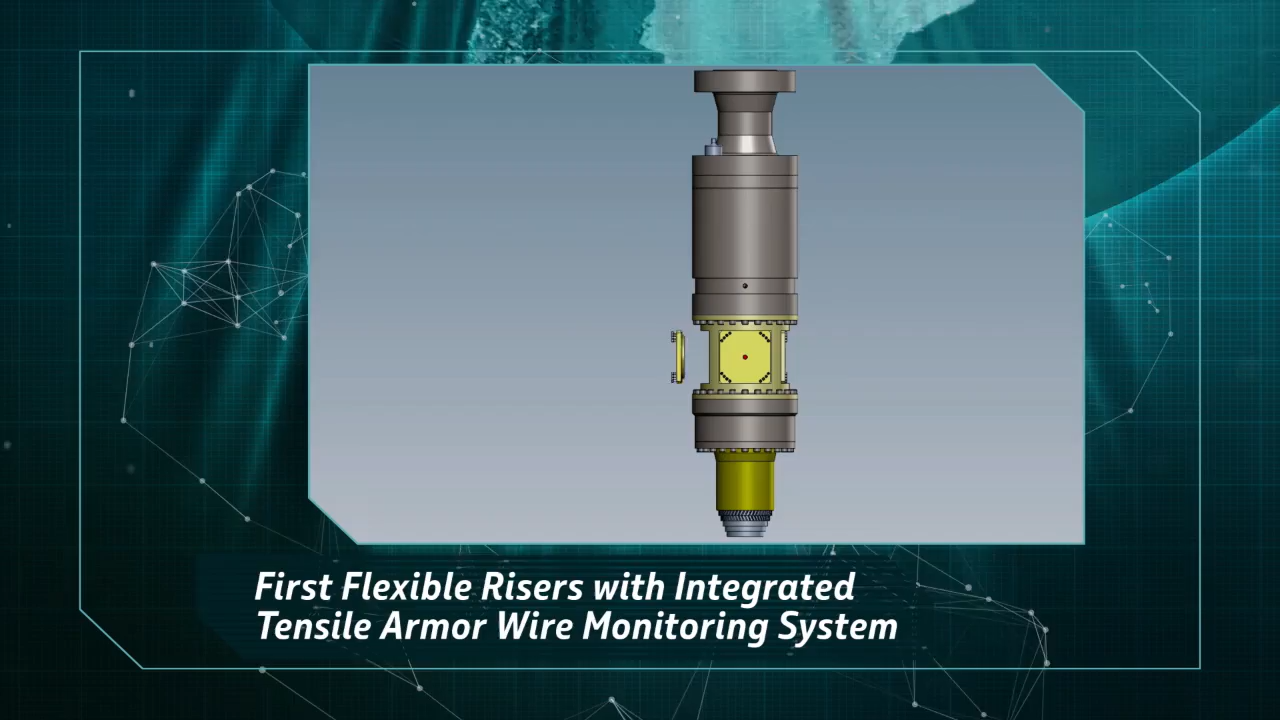 First Flexible Risers with Integrated
Tensile Armor Wire Monitoring System